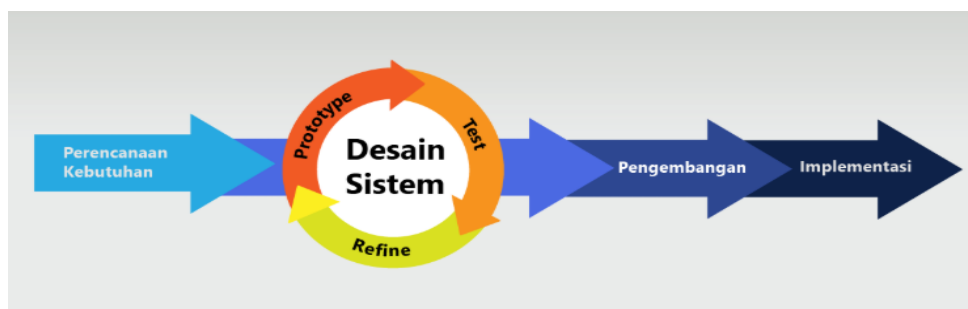 Perencanaan
Kebutuhan
Prototype
Test
Refine
Desain
Sistem
Pengembangan
Implementasi